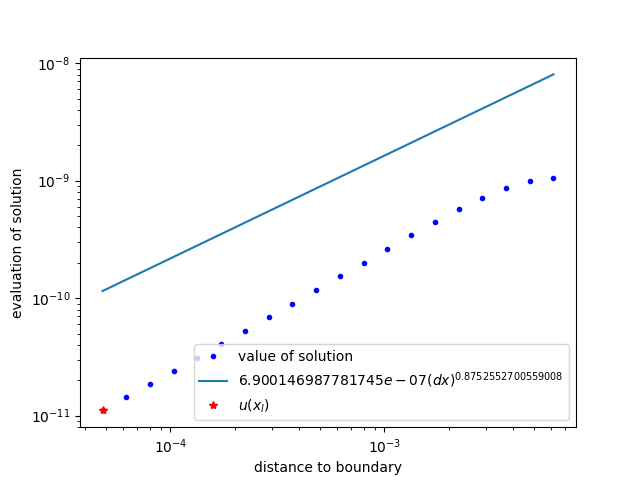 10^{-8}
10^{-9}
10^{-10}
10^{-11}
evaluation of solution
value of solution
6.900146987781745e − 07(dx)^{0.8752552700559008}
u(x_l)
10^{-4}
10^{-3}
distance to boundary